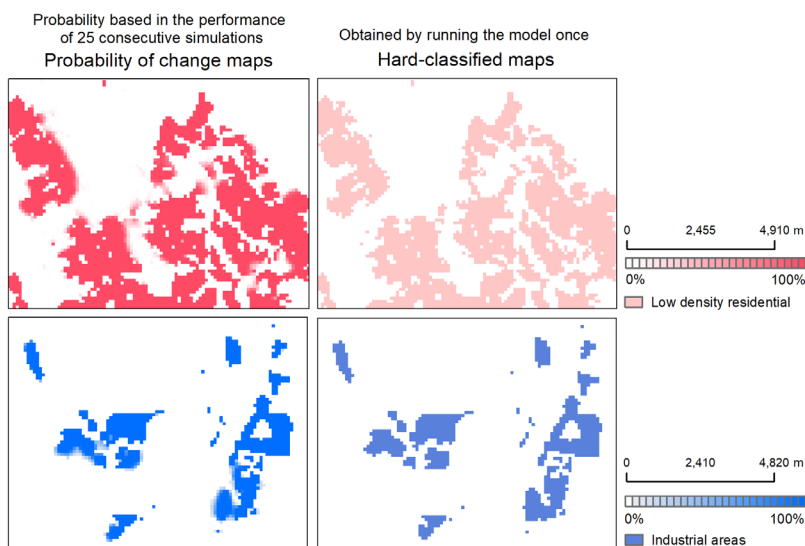 Probability based in the performance
of 25 consecutive simulations
Probability of change maps
Obtained by running the model once
Hard-classified maps
0 2,455 4,910 m
0% 100%
Low density residential
0 2,410 4,820 m
0% 100%
Industrial areas